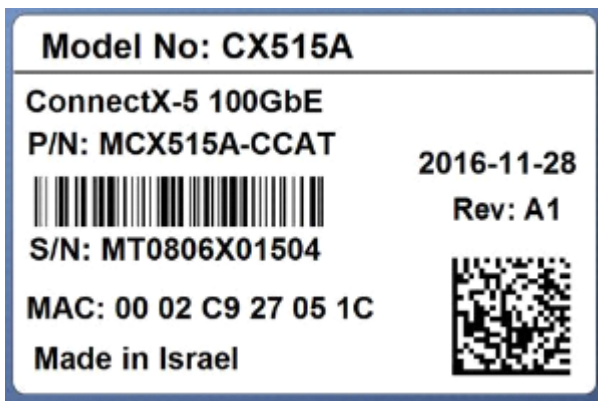 Model No: CX515A
ConnectX-5 100GbE
P/N: MCX515A-CCAT
2016-11-28
Rev: A1
S/N: MT0806X01504
MAC: 00 02 C9 27 05 1C
Made in Israel